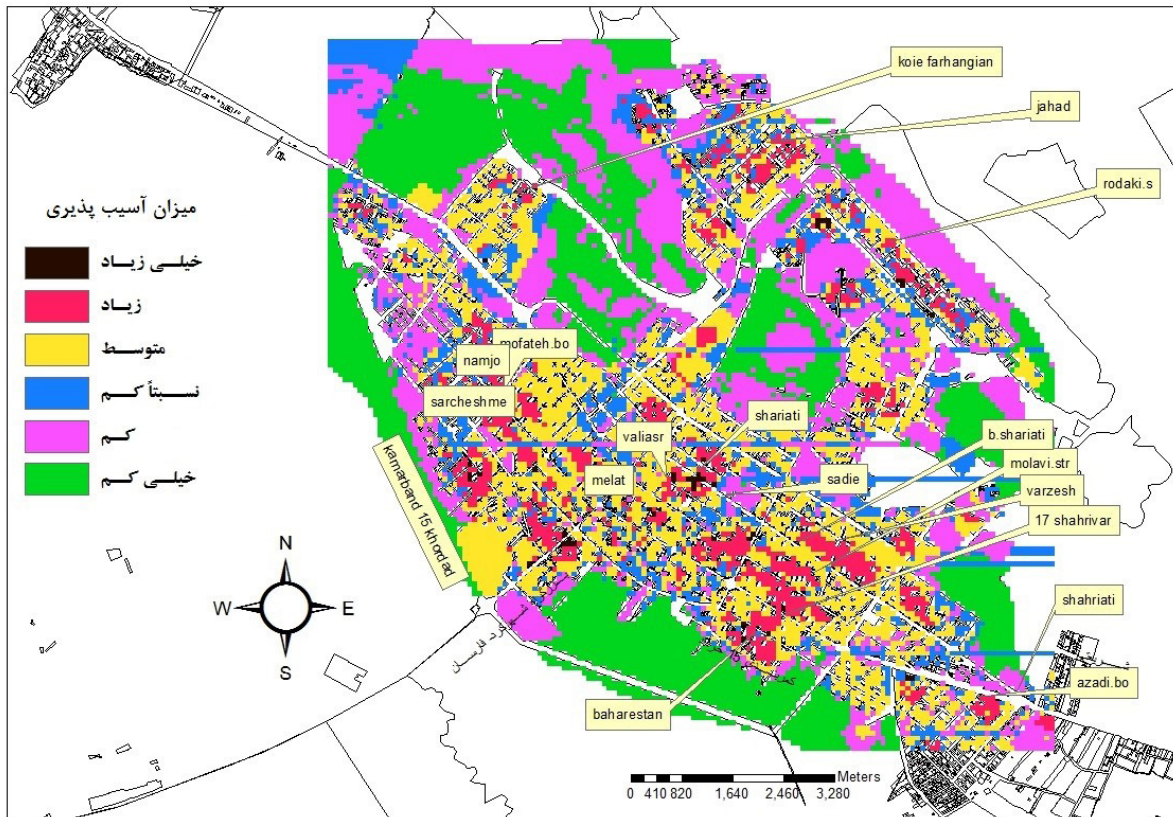 koie farhangian
jahad
rodaki.s
میزان آسیب پذیری
خیلی زیاد
زیاد
متوسط
نسبتاً کم
کم
خیلی کم
mofateh.bo
namjo
sarcheshme
shariati
valiasr
b.shariati
molavi.str
melat
sadie
varzesh
17 shahrivar
kamarband 15 khordad
N
W
E
S
فارسان
shahriati
azadi.bo
baharestan
Meters
0 410 820 1,640 2,460 3,280